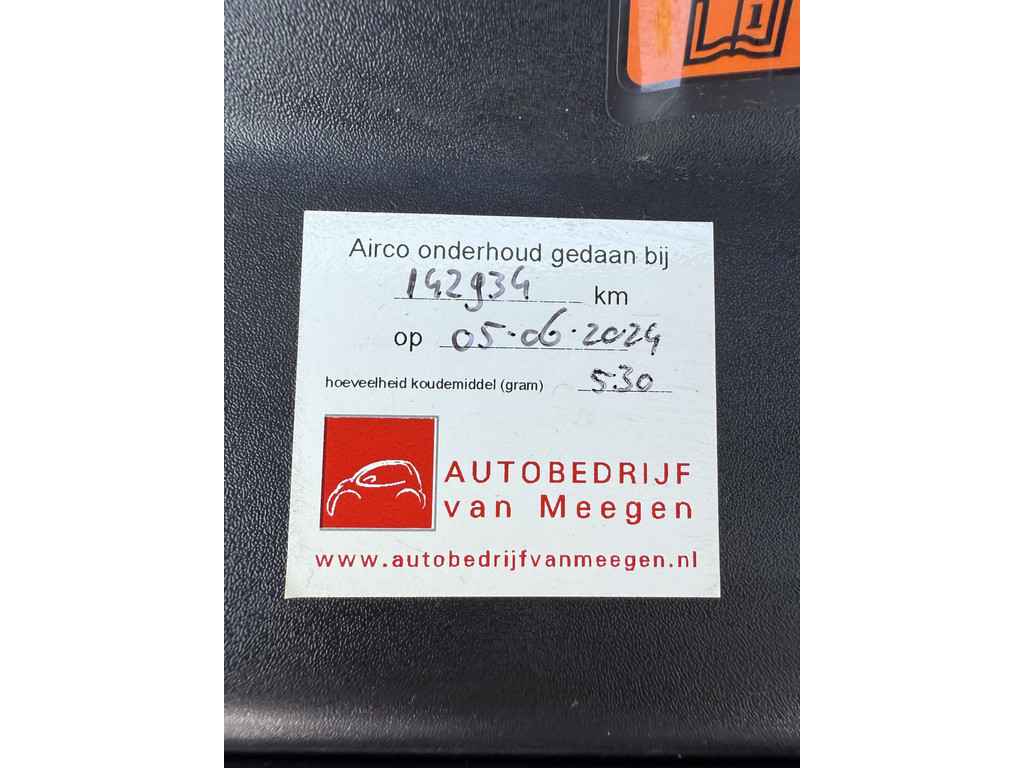 1
Airco onderhoud gedaan bij
142934 km
op 05-06-2024
hoeveelheid koudemiddel (gram) 530
AUTOBEDRIJF
van Meegen
www.autobedrijfvanmeegen.nl